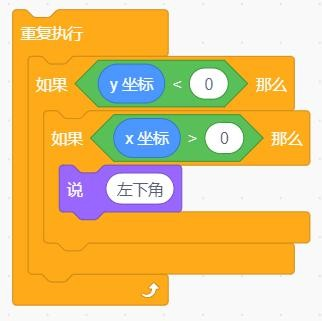 重复执行
如果 y 坐标 < 0 那么
如果 x 坐标 > 0 那么
说 左下角